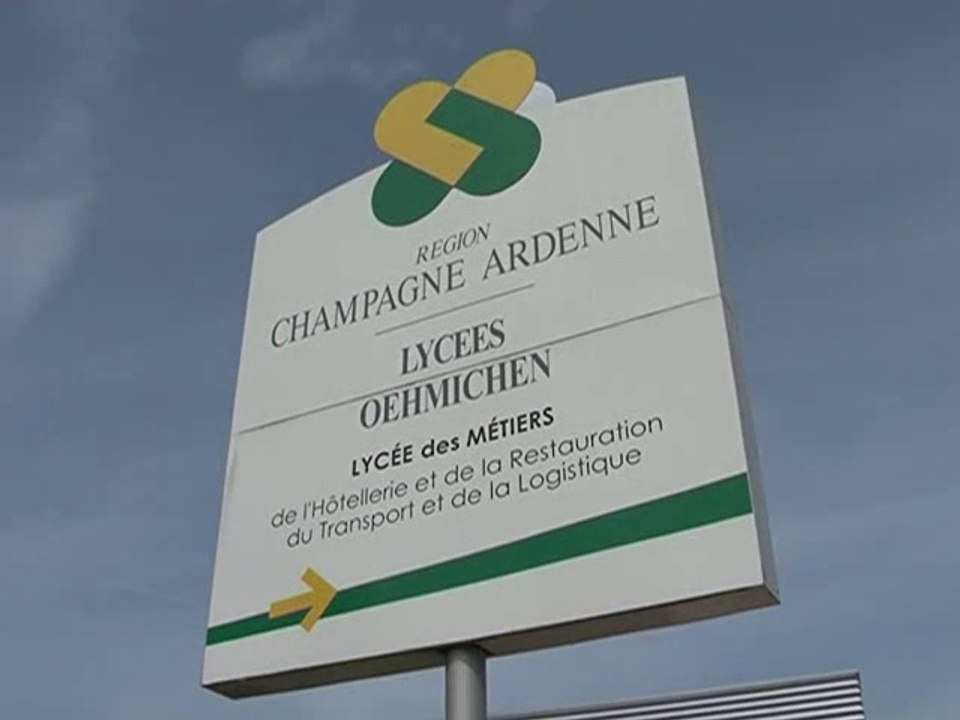 REGION
CHAMPAGNE ARDENNE
LYCEES
OEHMICHEN
LYCÉE des MÉTIERS
de l'Hôtellerie et de la Restauration
du Transport et de la Logistique